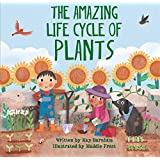 THE AMAZING
LIFE CYCLE OF
PLANTS
Written by Kay Barnham
Illustrated by Maddie Frost